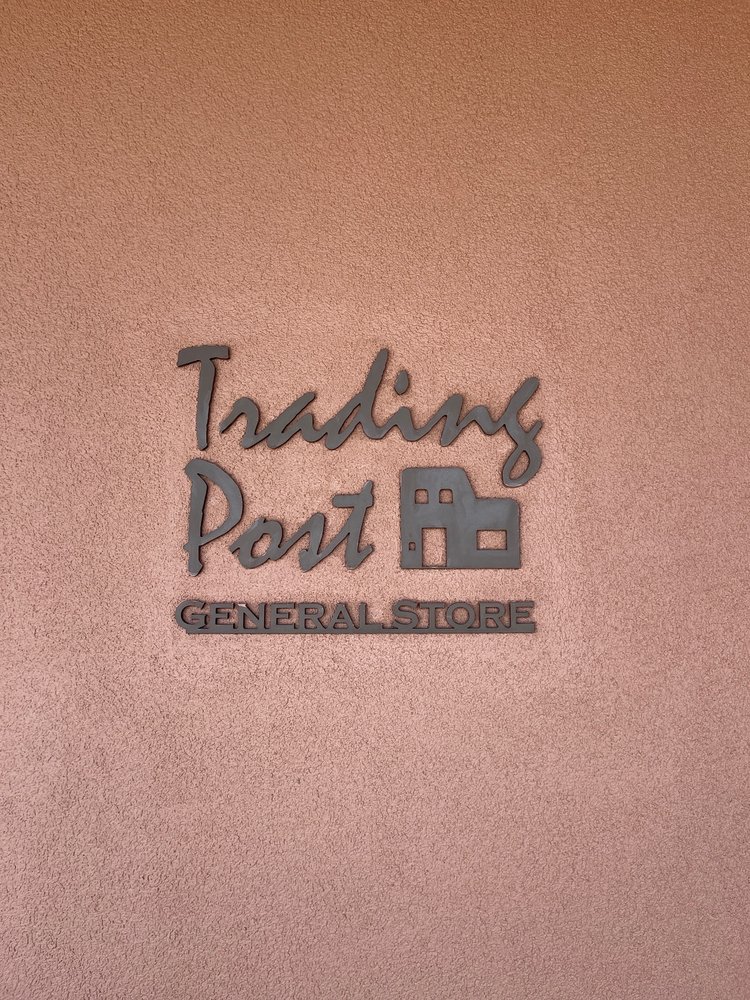 Trading
Post
GENERAL STORE